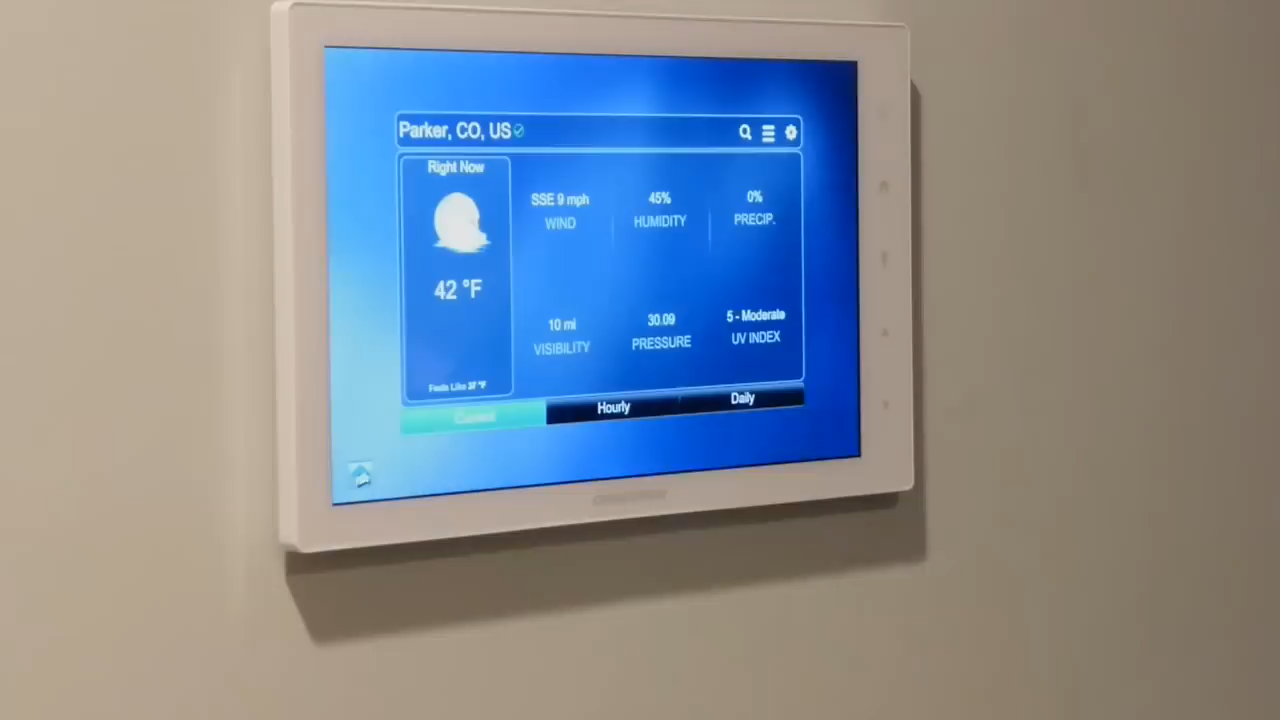 Parker, CO, US
Right Now
42 °F
Feels Like 37 °F
SSE 9 mph
WIND
45%
HUMIDITY
0%
PRECIP.
10 mi
VISIBILITY
30.09
PRESSURE
5 - Moderate
UV INDEX
Current
Hourly
Daily